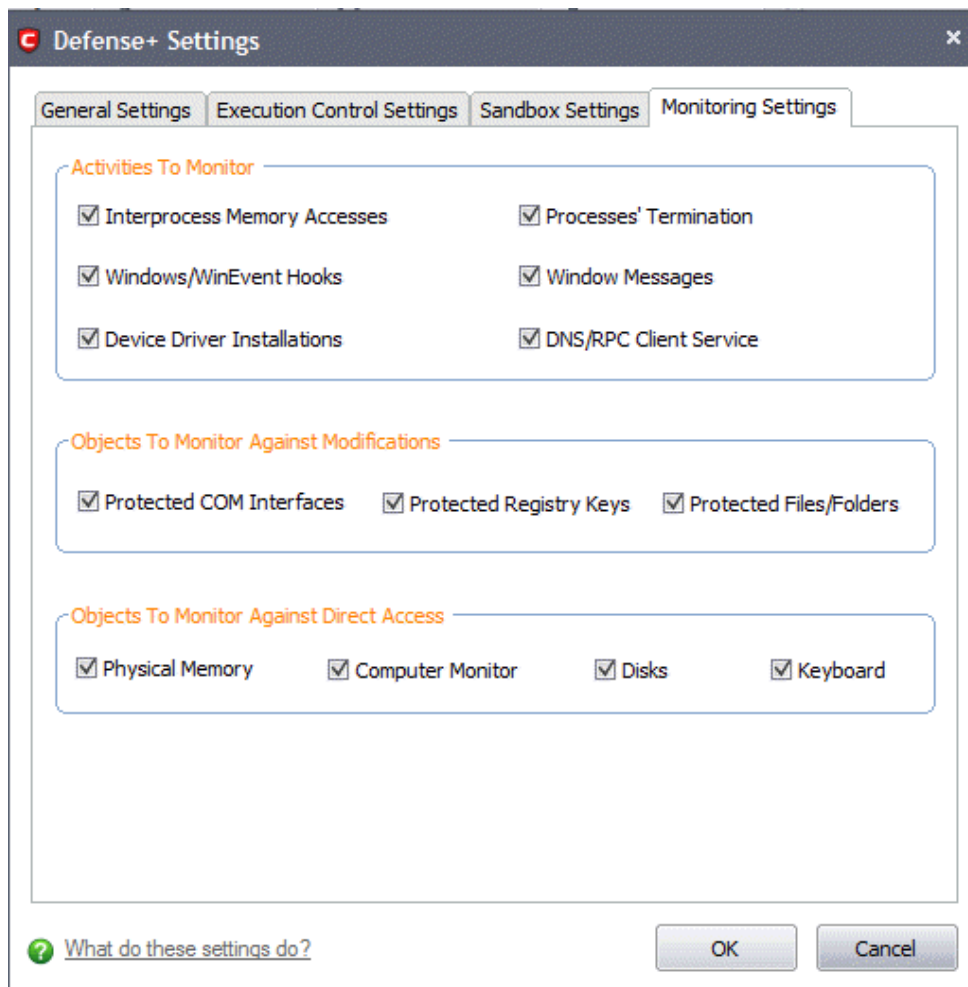 Defense+ Settings
General Settings Execution Control Settings Sandbox Settings Monitoring Settings
Activities To Monitor
Interprocess Memory Accesses Processes' Termination
Windows/WinEvent Hooks Window Messages
Device Driver Installations DNS/RPC Client Service
Objects To Monitor Against Modifications
Protected COM Interfaces Protected Registry Keys Protected Files/Folders
Objects To Monitor Against Direct Access
Physical Memory Computer Monitor Disks Keyboard
What do these settings do? OK Cancel